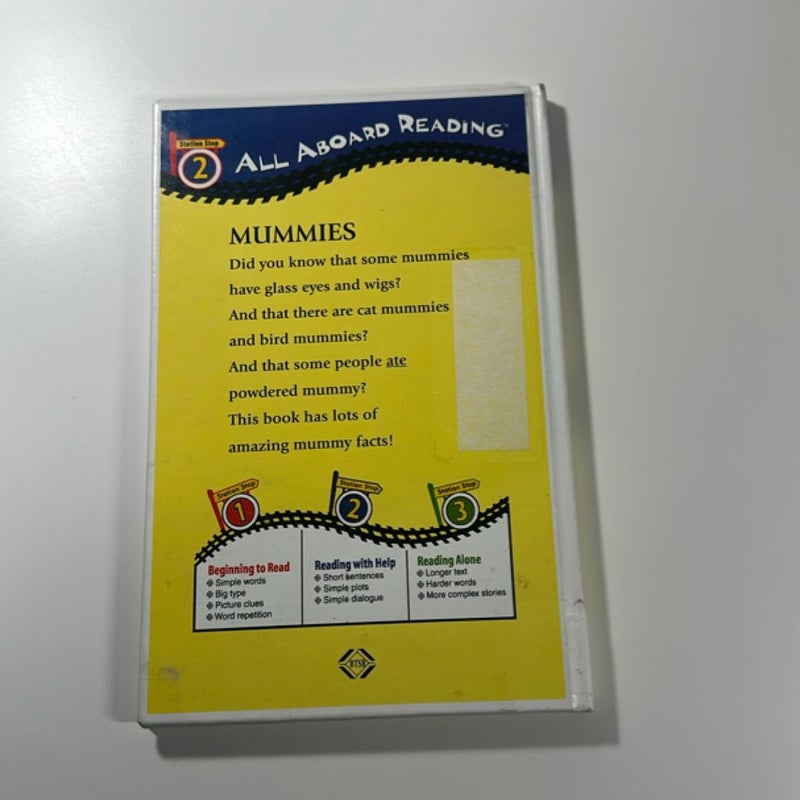 Station Stop
2
ALL ABOARD READING™
MUMMIES
Did you know that some mummies
have glass eyes and wigs?
And that there are cat mummies
and bird mummies?
And that some people ate
powdered mummy?
This book has lots of
amazing mummy facts!
Station Stop
1
Station Stop
2
Station Stop
3
Beginning to Read
Simple words
Big type
Picture clues
Word repetition
Reading with Help
Short sentences
Simple plots
Simple dialogue
Reading Alone
Longer text
Harder words
More complex stories
BTSB